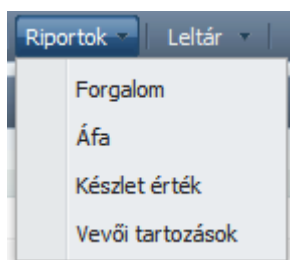 Riportok Leltár
Forgalom
Áfa
Készlet érték
Vevői tartozások